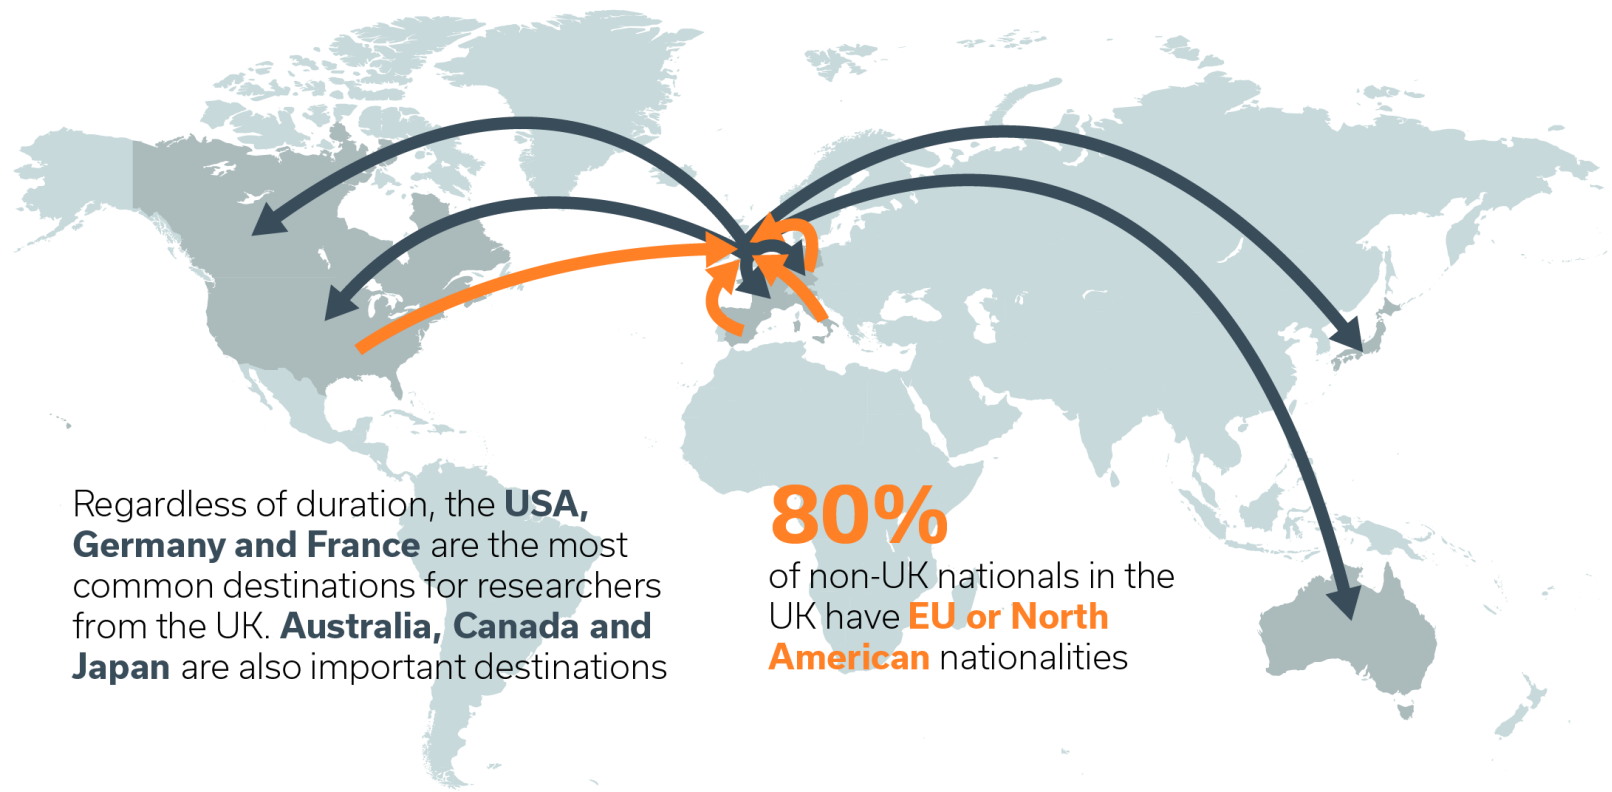 Regardless of duration, the USA,
Germany and France are the most
common destinations for researchers
from the UK. Australia, Canada and
Japan are also important destinations
80%
of non-UK nationals in the
UK have EU or North
American nationalities